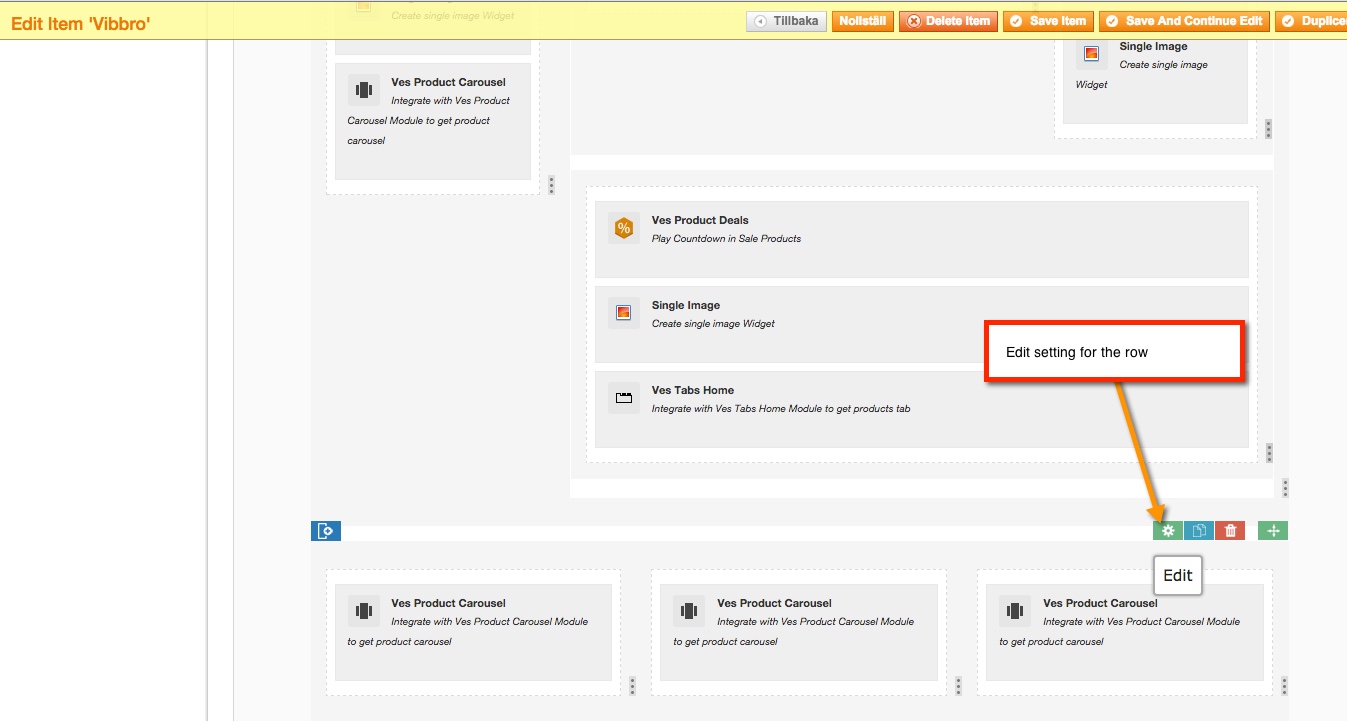 Edit Item 'Vibbro'
Tillbaka
Nollställ
Delete Item
Save Item
Save And Continue Edit
Create single image Widget
Ves Product Carousel
Integrate with Ves Product
Carousel Module to get product
carousel
Single Image
Create single image
Widget
Ves Product Deals
Play Countdown in Sale Products
Single Image
Create single image Widget
Ves Tabs Home
Integrate with Ves Tabs Home Module to get products tab
Edit setting for the row
Edit
Ves Product Carousel
Integrate with Ves Product Carousel Module
to get product carousel
Ves Product Carousel
Integrate with Ves Product Carousel Module
to get product carousel
Ves Product Carousel
Integrate with Ves Product Carousel Module
to get product carousel